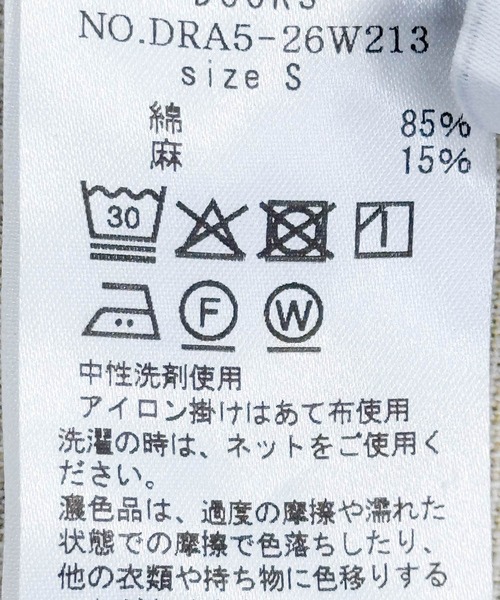 DOORS
NO.DRA5-26W213
size S
綿 85%
麻 15%
30
F W
中性洗剤使用
アイロン掛けはあて布使用
洗濯の時は、ネットをご使用く
ださい。
濃色品は、過度の摩擦や濡れた
状態での摩擦で色落ちしたり、
他の衣類や持ち物に色移りする